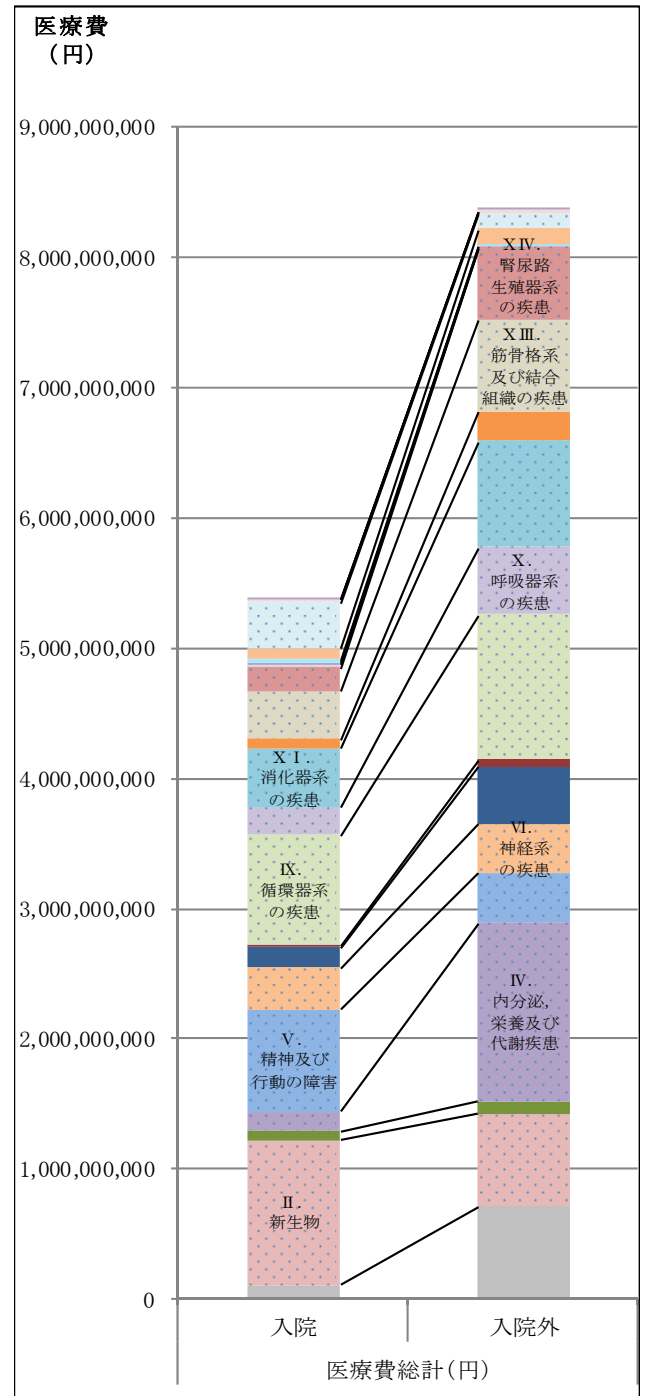 医療費
（円）
9,000,000,000
8,000,000,000
7,000,000,000
6,000,000,000
5,000,000,000
4,000,000,000
3,000,000,000
2,000,000,000
1,000,000,000
0
ⅩⅠ.
消化器系
の疾患
Ⅸ.
循環器系
の疾患
Ⅴ.
精神及び
行動の障害
Ⅱ.
新生物
ⅩⅣ.
腎尿路
生殖器系
の疾患
ⅩⅢ.
筋骨格系
及び結合
組織の疾患
Ⅹ.
呼吸器系
の疾患
Ⅵ.
神経系
の疾患
Ⅳ.
内分泌,
栄養及び
代謝疾患
入院
入院外
医療費総計(円)